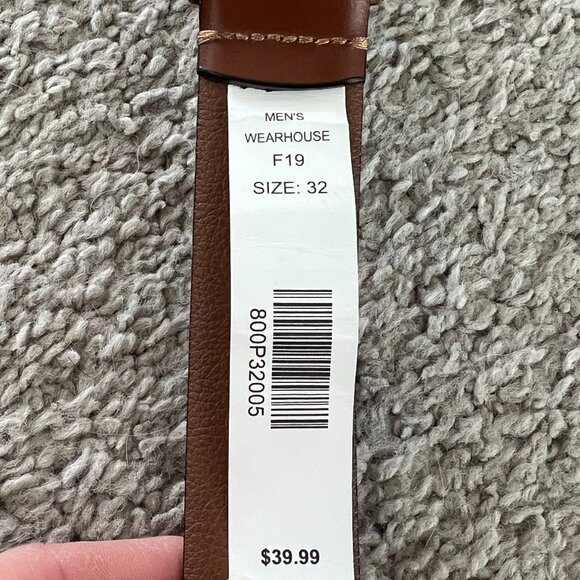 MEN'S
WEARHOUSE
F19
SIZE: 32
800P32005
$39.99